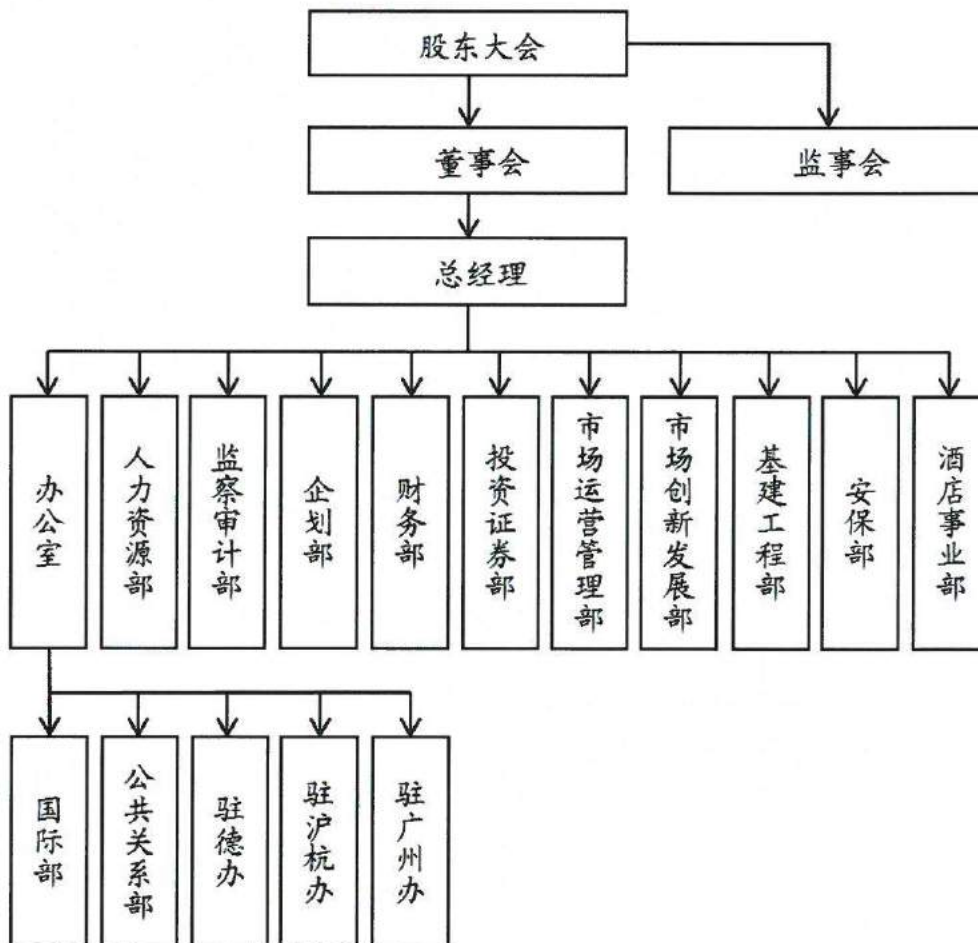 股东大会
董事会
监事会
总经理
办公室
人力资源部
监察审计部
企划部
财务部
投资证券部
市场运营管理部
市场创新发展部
基建工程部
安保部
酒店事业部
国际部
公共关系部
驻德办
驻沪杭办
驻广州办